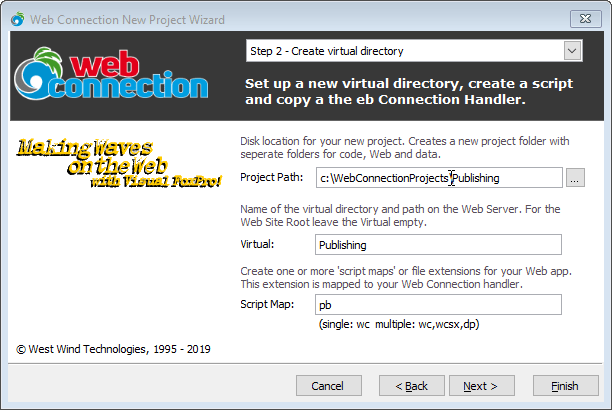 Web Connection New Project Wizard
web
connection
Step 2 - Create virtual directory
Set up a new virtual directory, create a script
and copy a the eb Connection Handler.
Making Waves
on the Web
with Visual FoxPro!
Disk location for your new project. Creates a new project folder with
seperate folders for code, Web and data.
Project Path: c:\WebConnectionProjects\Publishing ...
Name of the virtual directory and path on the Web Server. For the
Web Site Root leave the Virtual empty.
Virtual: Publishing
Create one or more 'script maps' or file extensions for your Web app.
This extension is mapped to your Web Connection handler.
Script Map: pb
(single: wc multiple: wc,wcsx,dp)
© West Wind Technologies, 1995 - 2019
Cancel < Back Next > Finish